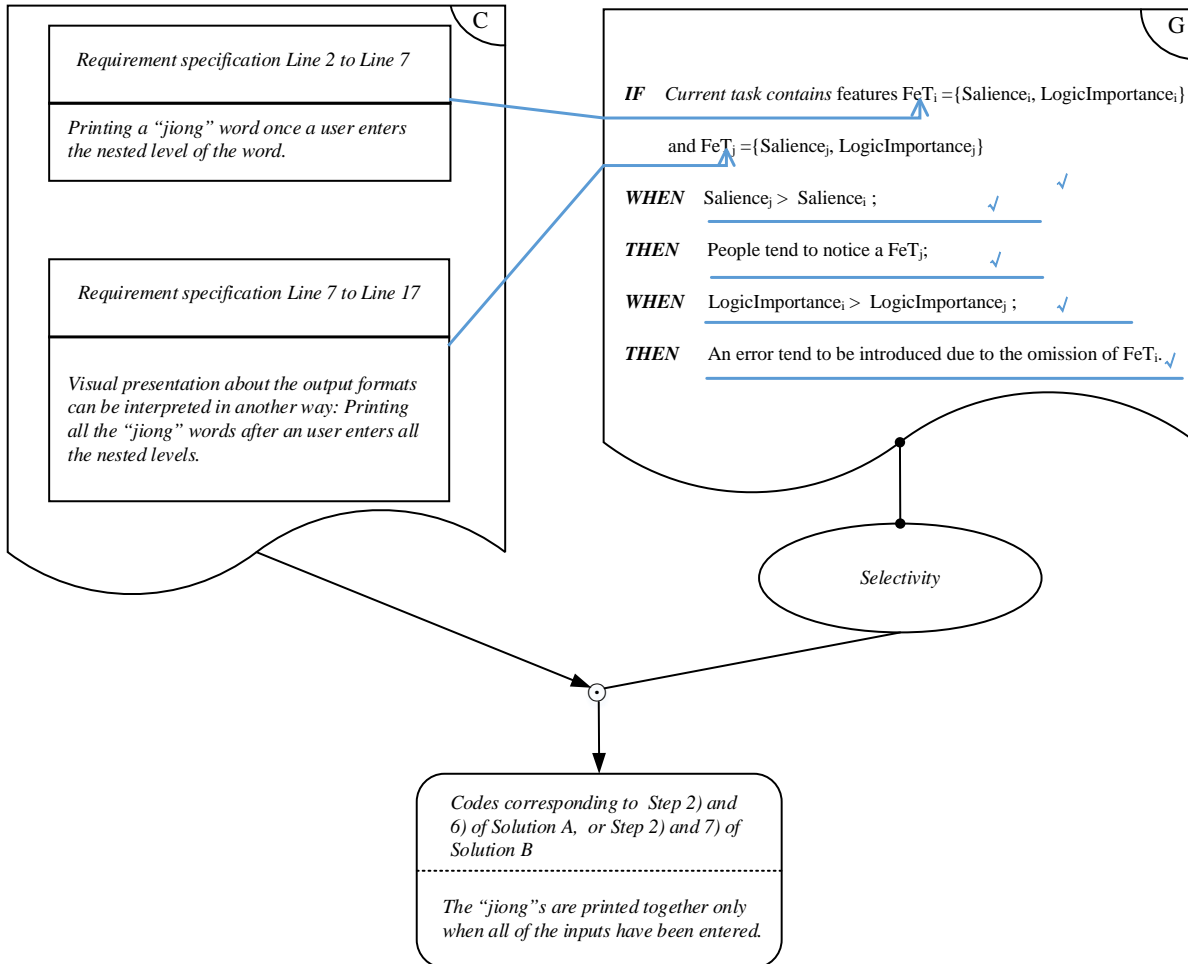 C
Requirement specification Line 2 to Line 7
Printing a “jiong” word once a user enters
the nested level of the word.
Requirement specification Line 7 to Line 17
Visual presentation about the output formats
can be interpreted in another way: Printing
all the “jiong” words after an user enters all
the nested levels.
G
IF Current task contains features FeTi ={Saliencei, LogicImportancei}
and FeTj ={Saliencej, LogicImportancej}
WHEN Saliencej > Saliencei ; √ √
THEN People tend to notice a FeTj; √
WHEN LogicImportancei > LogicImportancej ; √
THEN An error tend to be introduced due to the omission of FeTi. √
Selectivity
Codes corresponding to Step 2) and
6) of Solution A, or Step 2) and 7) of
Solution B
The “jiong”s are printed together only
when all of the inputs have been entered.